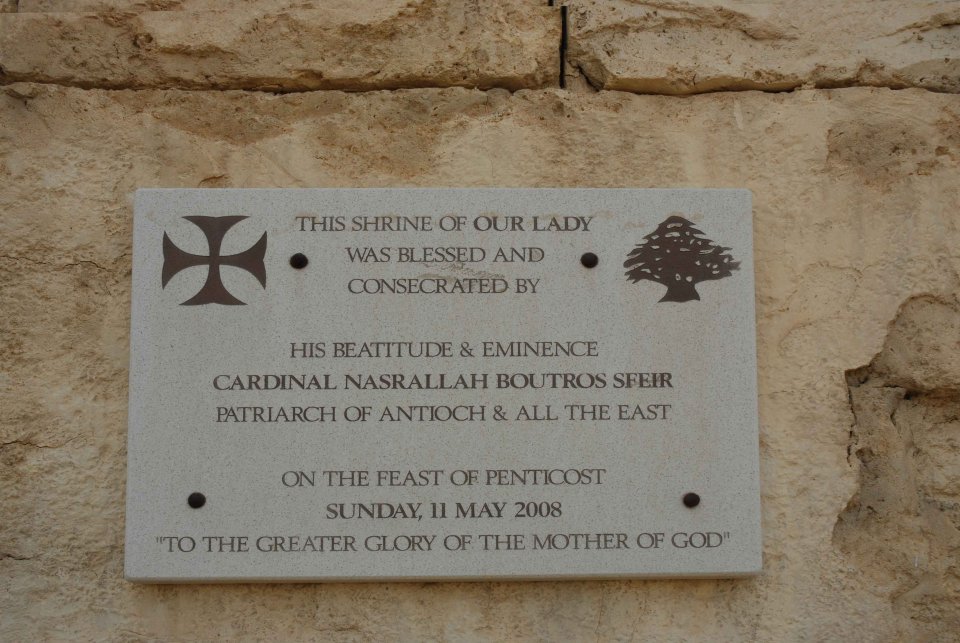 THIS SHRINE OF OUR LADY
WAS BLESSED AND
CONSECRATED BY
HIS BEATITUDE & EMINENCE
CARDINAL NASRALLAH BOUTROS SFEIR
PATRIARCH OF ANTIOCH & ALL THE EAST
ON THE FEAST OF PENTICOST
SUNDAY, 11 MAY 2008
"TO THE GREATER GLORY OF THE MOTHER OF GOD"